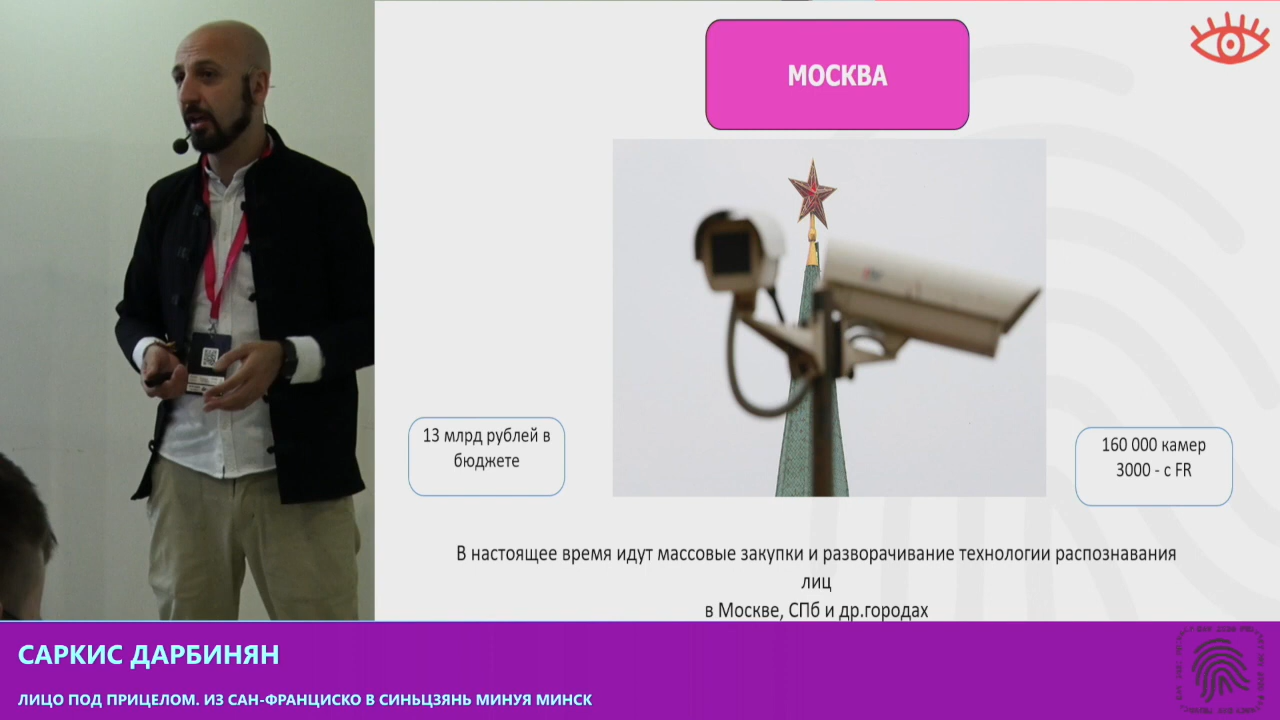 МОСКВА
13 млрд рублей в
бюджете
160 000 камер
3000 - с FR
В настоящее время идут массовые закупки и разворачивание технологии распознавания
лиц
в Москве, СПб и др.городах
САРКИС ДАРБИНЯН
ЛИЦО ПОД ПРИЦЕЛОМ. ИЗ САН-ФРАНЦИСКО В СИНЬЦЗЯНЬ МИНУЯ МИНСК